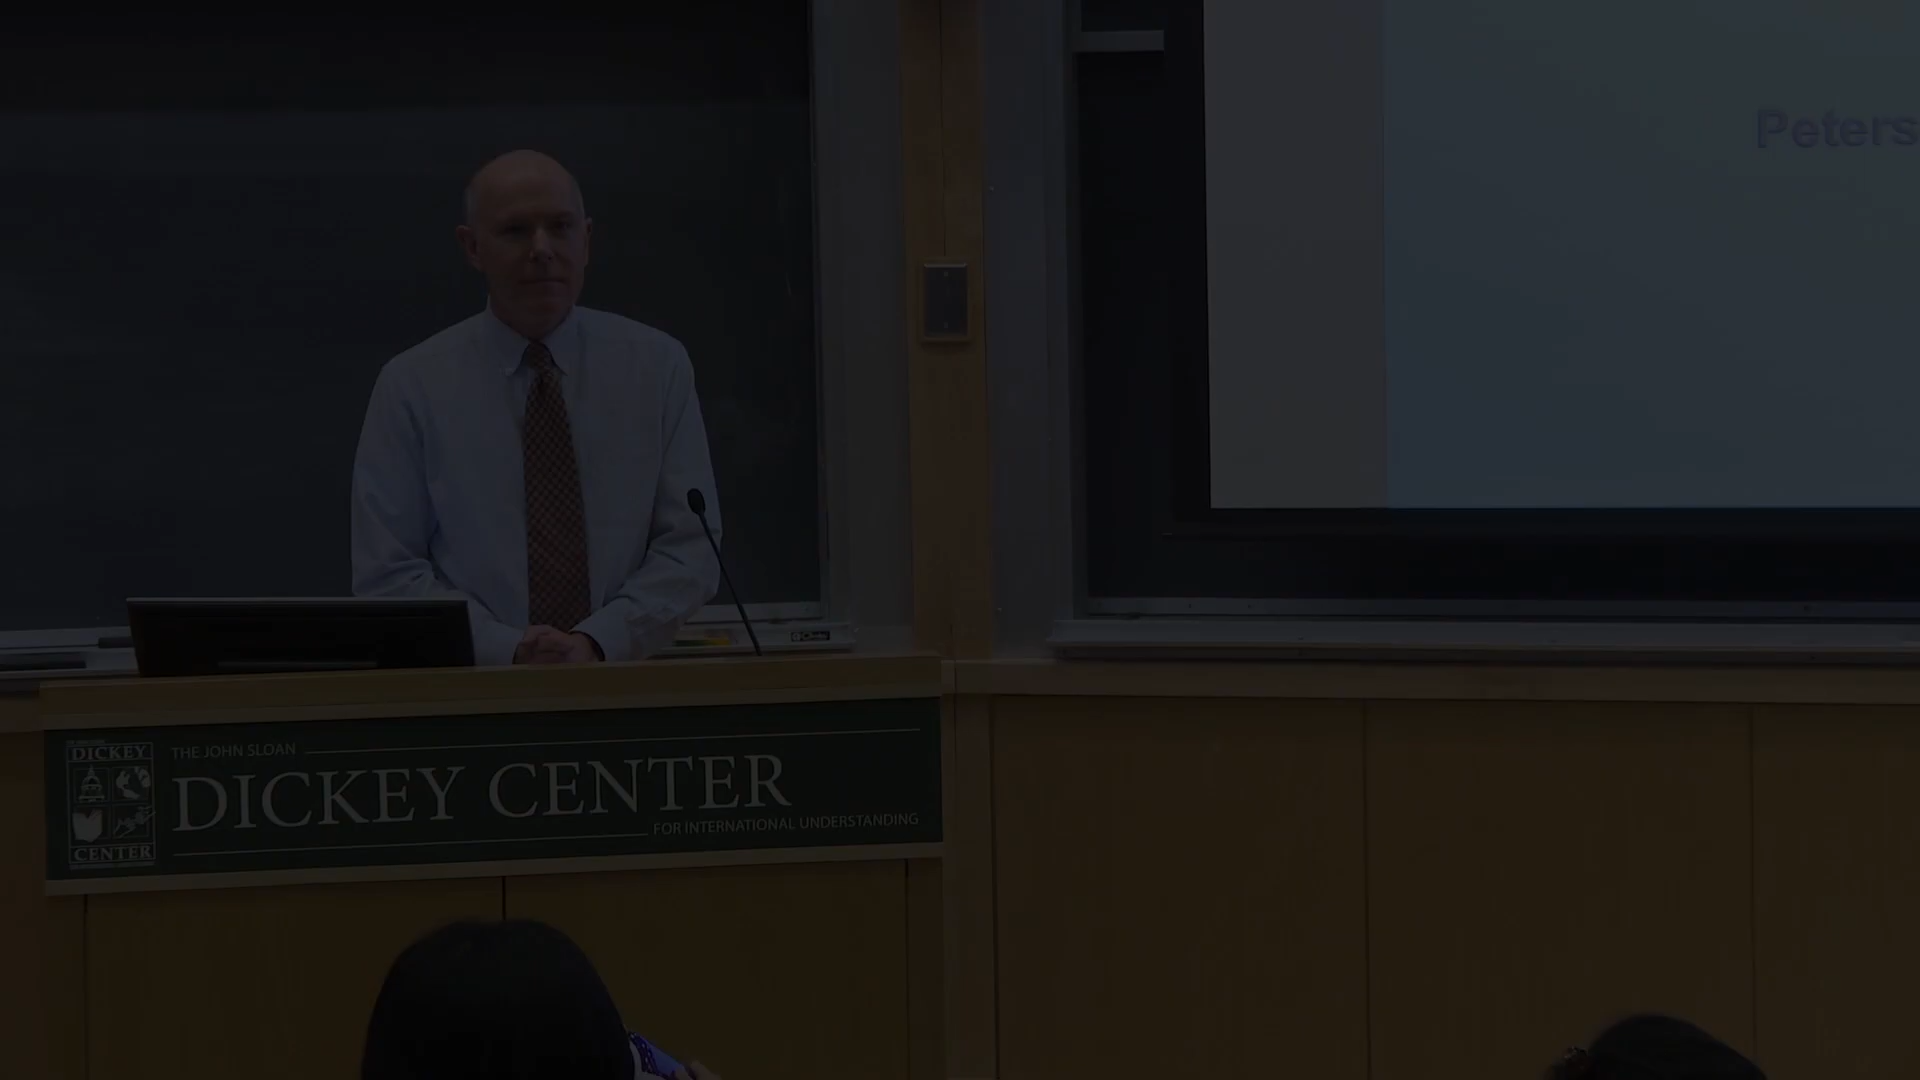 DICKEY
CENTER
THE JOHN SLOAN
DICKEY CENTER
FOR INTERNATIONAL UNDERSTANDING
Peters